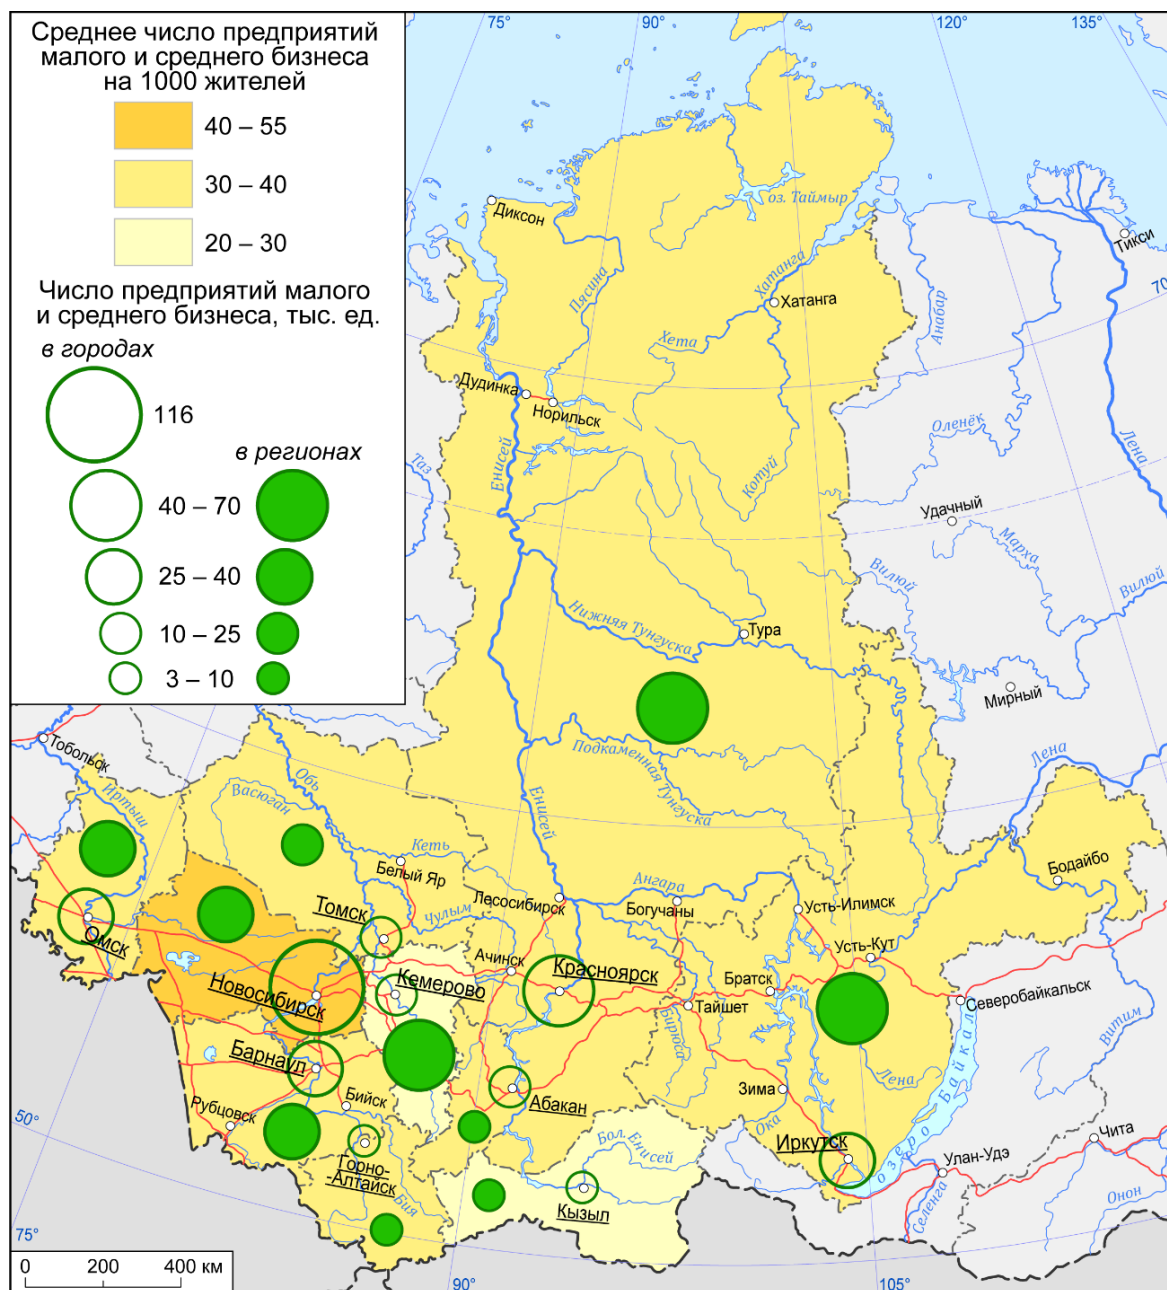 Среднее число предприятий
малого и среднего бизнеса
на 1000 жителей
40 – 55
30 – 40
20 – 30
Число предприятий малого
и среднего бизнеса, тыс. ед.
в городах
116
в регионах
40 – 70
25 – 40
10 – 25
3 – 10
75°
90°
120°
135°
Диксон
оз. Таймыр
Тикси
Пясина
Хатанга
Хатанга
70°
Анабар
Хета
Дудинка
Норильск
Оленёк
Лена
Енисей
Таз
Котуй
Удачный
Марха
Вилюй
Вилюй
Нижняя Тунгуска
Тура
Мирный
Тобольск
Подкаменная Тунгуска
Лена
Обь
Васюган
Иртыш
Енисей
Кеть
Белый Яр
Бодайбо
Ангара
Лесосибирск
Богучаны
Томск
Чулым
Усть-Илимск
Омск
Усть-Кут
Ачинск
Красноярск
Кемерово
Новосибирск
Братск
Тайшет
Северобайкальск
Бирюса
Витим
Барнаул
Лена
Зима
Абакан
Бийск
Рубцовск
50°
Ока
озеро Байкал
Иркутск
Чита
Бол. Енисей
Горно-
-Алтайск
Улан-Удэ
Бия
Кызыл
Селенга
Онон
75°
0
200
400 км
90°
105°